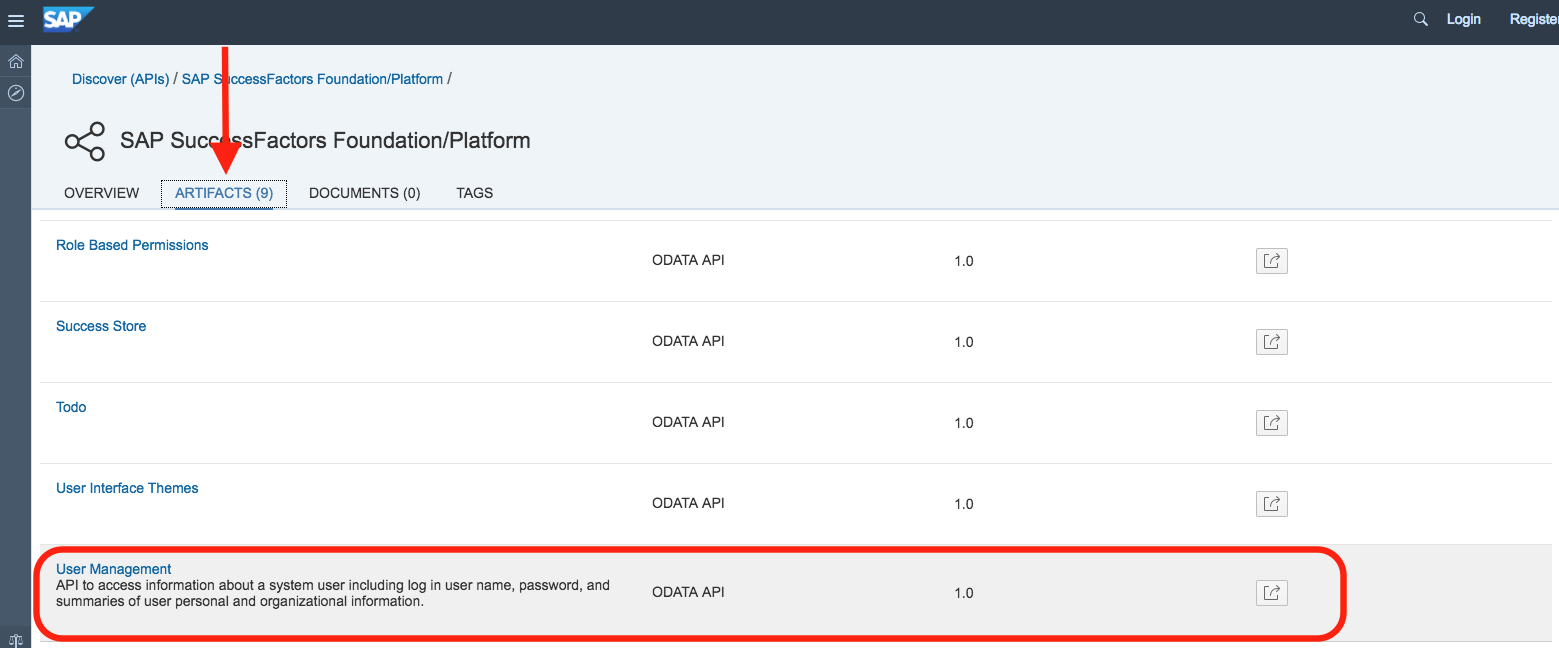 SAP
Login
Register
Discover (APIs) / SAP SuccessFactors Foundation/Platform /
SAP SuccessFactors Foundation/Platform
OVERVIEW ARTIFACTS (9) DOCUMENTS (0) TAGS
Role Based Permissions
ODATA API
1.0
Success Store
ODATA API
1.0
Todo
ODATA API
1.0
User Interface Themes
ODATA API
1.0
User Management
API to access information about a system user including log in user name, password, and
summaries of user personal and organizational information.
ODATA API
1.0